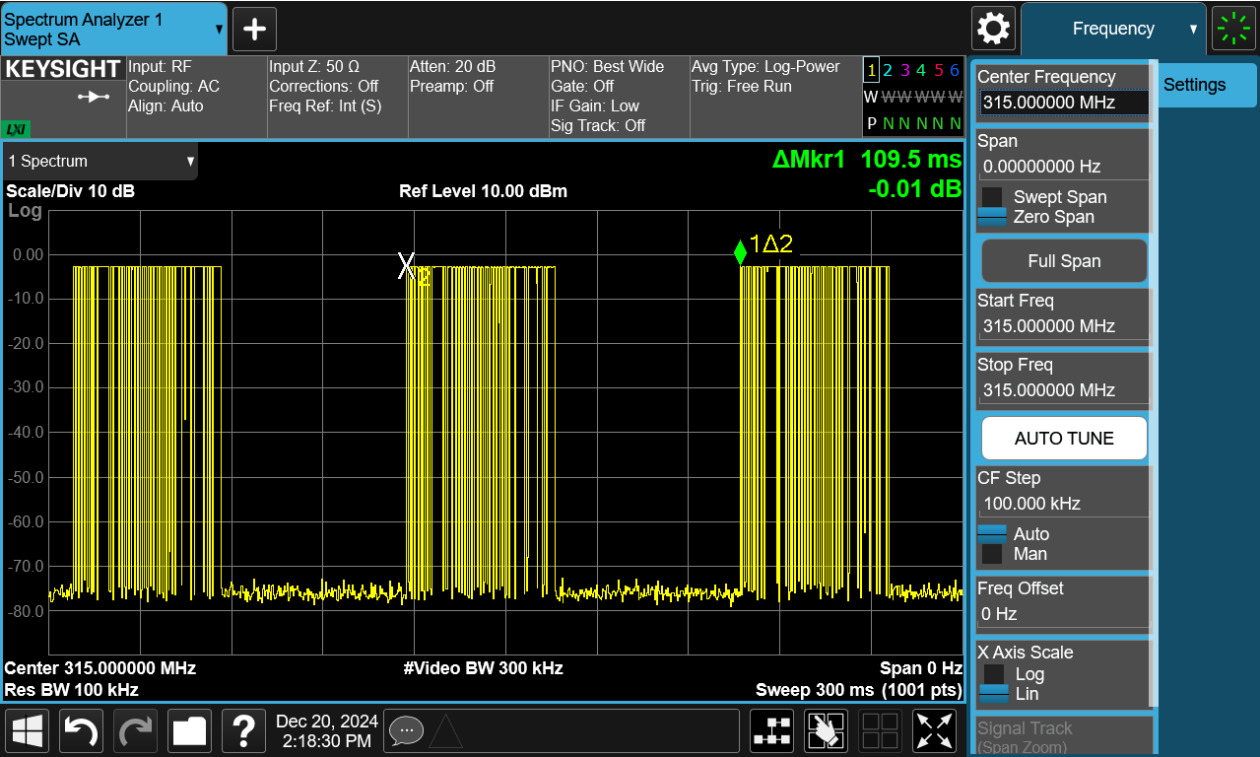 Spectrum Analyzer 1
Swept SA
Frequency
KEYSIGHT
LXI
Input: RF
Coupling: AC
Align: Auto
Input Z: 50 Ω
Corrections: Off
Freq Ref: Int (S)
Atten: 20 dB
Preamp: Off
PNO: Best Wide
Gate: Off
IF Gain: Low
Sig Track: Off
Avg Type: Log-Power
Trig: Free Run
1 2 3 4 5 6
W W W W W W
P N N N N N
1 Spectrum
ΔMkr1 109.5 ms
-0.01 dB
Scale/Div 10 dB
Ref Level 10.00 dBm
Log
1Δ2
2
0.00
-10.0
-20.0
-30.0
-40.0
-50.0
-60.0
-70.0
-80.0
Center 315.000000 MHz
#Video BW 300 kHz
Span 0 Hz
Res BW 100 kHz
Sweep 300 ms (1001 pts)
?
Dec 20, 2024
2:18:30 PM
Center Frequency
315.000000 MHz
Settings
Span
0.00000000 Hz
Swept Span
Zero Span
Full Span
Start Freq
315.000000 MHz
Stop Freq
315.000000 MHz
AUTO TUNE
CF Step
100.000 kHz
Auto
Man
Freq Offset
0 Hz
X Axis Scale
Log
Lin
Signal Track
(Span Zoom)